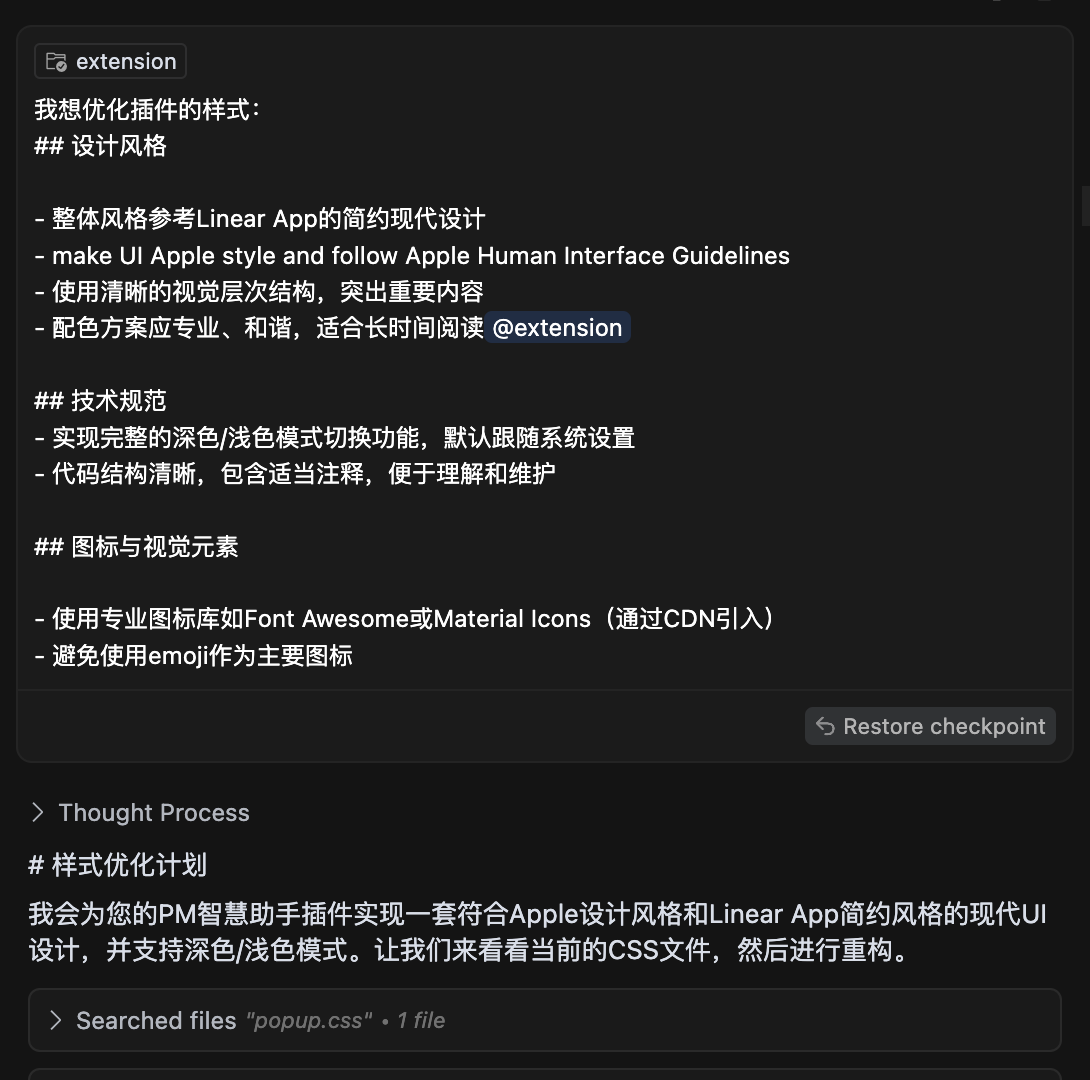 extension
我想优化插件的样式：
## 设计风格
- 整体风格参考Linear App的简约现代设计
- make UI Apple style and follow Apple Human Interface Guidelines
- 使用清晰的视觉层次结构，突出重要内容
- 配色方案应专业、和谐，适合长时间阅读 @extension
## 技术规范
- 实现完整的深色/浅色模式切换功能，默认跟随系统设置
- 代码结构清晰，包含适当注释，便于理解和维护
## 图标与视觉元素
- 使用专业图标库如Font Awesome或Material Icons（通过CDN引入）
- 避免使用emoji作为主要图标
Restore checkpoint
Thought Process
# 样式优化计划
我会为您的PM智慧助手插件实现一套符合Apple设计风格和Linear App简约风格的现代UI
设计，并支持深色/浅色模式。让我们来看看当前的CSS文件，然后进行重构。
Searched files "popup.css" • 1 file